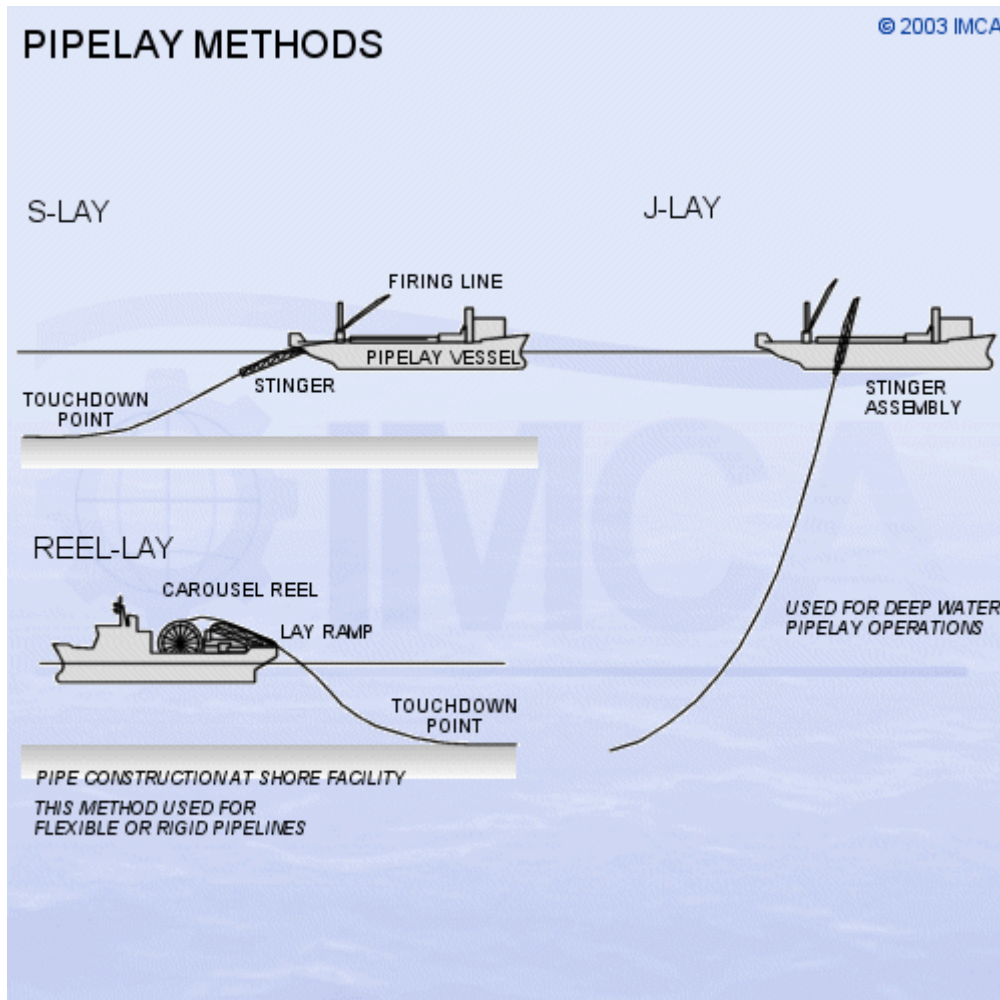 PIPELAY METHODS
© 2003 IMCA
S-LAY
FIRING LINE
PIPELAY VESSEL
STINGER
TOUCHDOWN
POINT
J-LAY
STINGER
ASSEMBLY
USED FOR DEEP WATER
PIPELAY OPERATIONS
IMCA
REEL-LAY
CAROUSEL REEL
LAY RAMP
TOUCHDOWN
POINT
PIPE CONSTRUCTION AT SHORE FACILITY
THIS METHOD USED FOR
FLEXIBLE OR RIGID PIPELINES